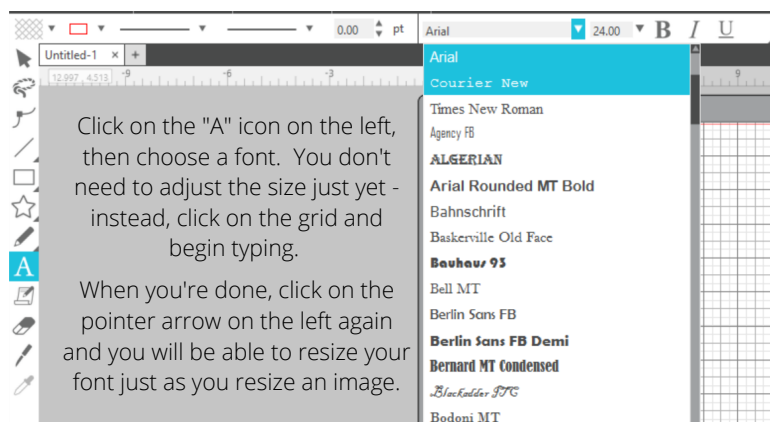 0.00 pt Arial 24.00 B I U
Untitled-1 × +
Arial
12.997 , 4.513 -9 -6 -3 9
Courier New
Times New Roman
Agency FB
ALGERIAN
Arial Rounded MT Bold
Bahnschrift
Baskerville Old Face
Bauhaus 93
Bell MT
Berlin Sans FB
Berlin Sans FB Demi
Bernard MT Condensed
Blackadder ITC
Bodoni MT
A
Click on the "A" icon on the left,
then choose a font. You don't
need to adjust the size just yet -
instead, click on the grid and
begin typing.
When you're done, click on the
pointer arrow on the left again
and you will be able to resize your
font just as you resize an image.